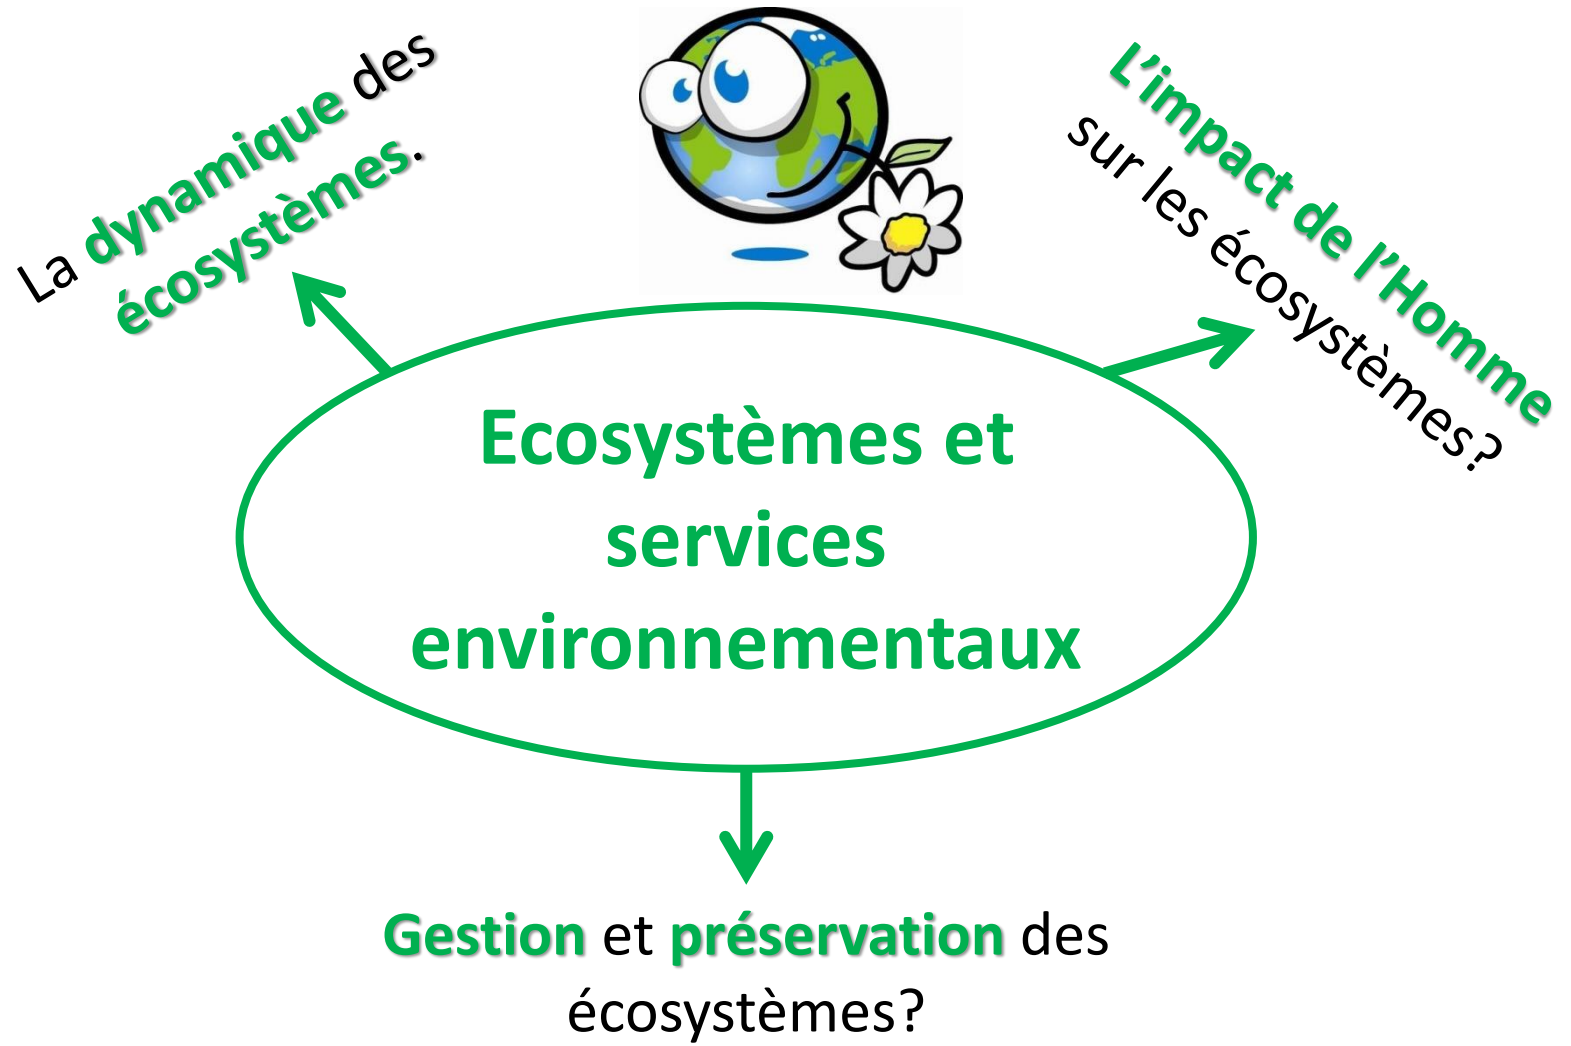 La dynamique des
écosystèmes.
L’impact de l’Homme
sur les écosystèmes?
Ecosystèmes et
services
environnementaux
Gestion et préservation des
écosystèmes?